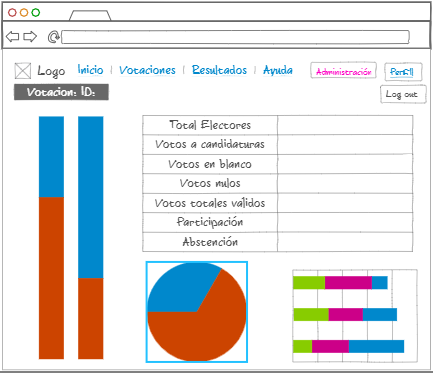 Logo Inicio | Votaciones | Resultados | Ayuda Administración Perfil
Votacion: ID: Log out
Total Electores
Votos a candidaturas
Votos en blanco
Votos nulos
Votos totales validos
Participación
Abstención